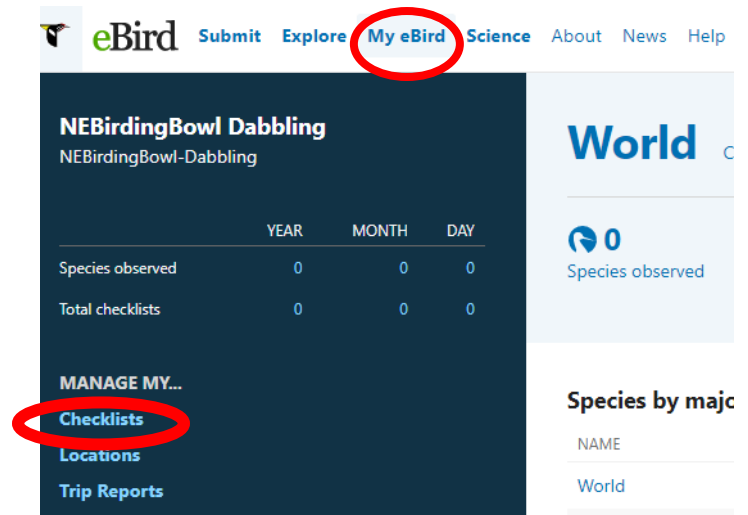 eBird Submit Explore My eBird Science About News Help
NEBirdingBowl Dabbling
NEBirdingBowl-Dabbling
YEAR MONTH DAY
Species observed 0 0 0
Total checklists 0 0 0
MANAGE MY...
Checklists
Locations
Trip Reports
World
0
Species observed
Species by majo
NAME
World